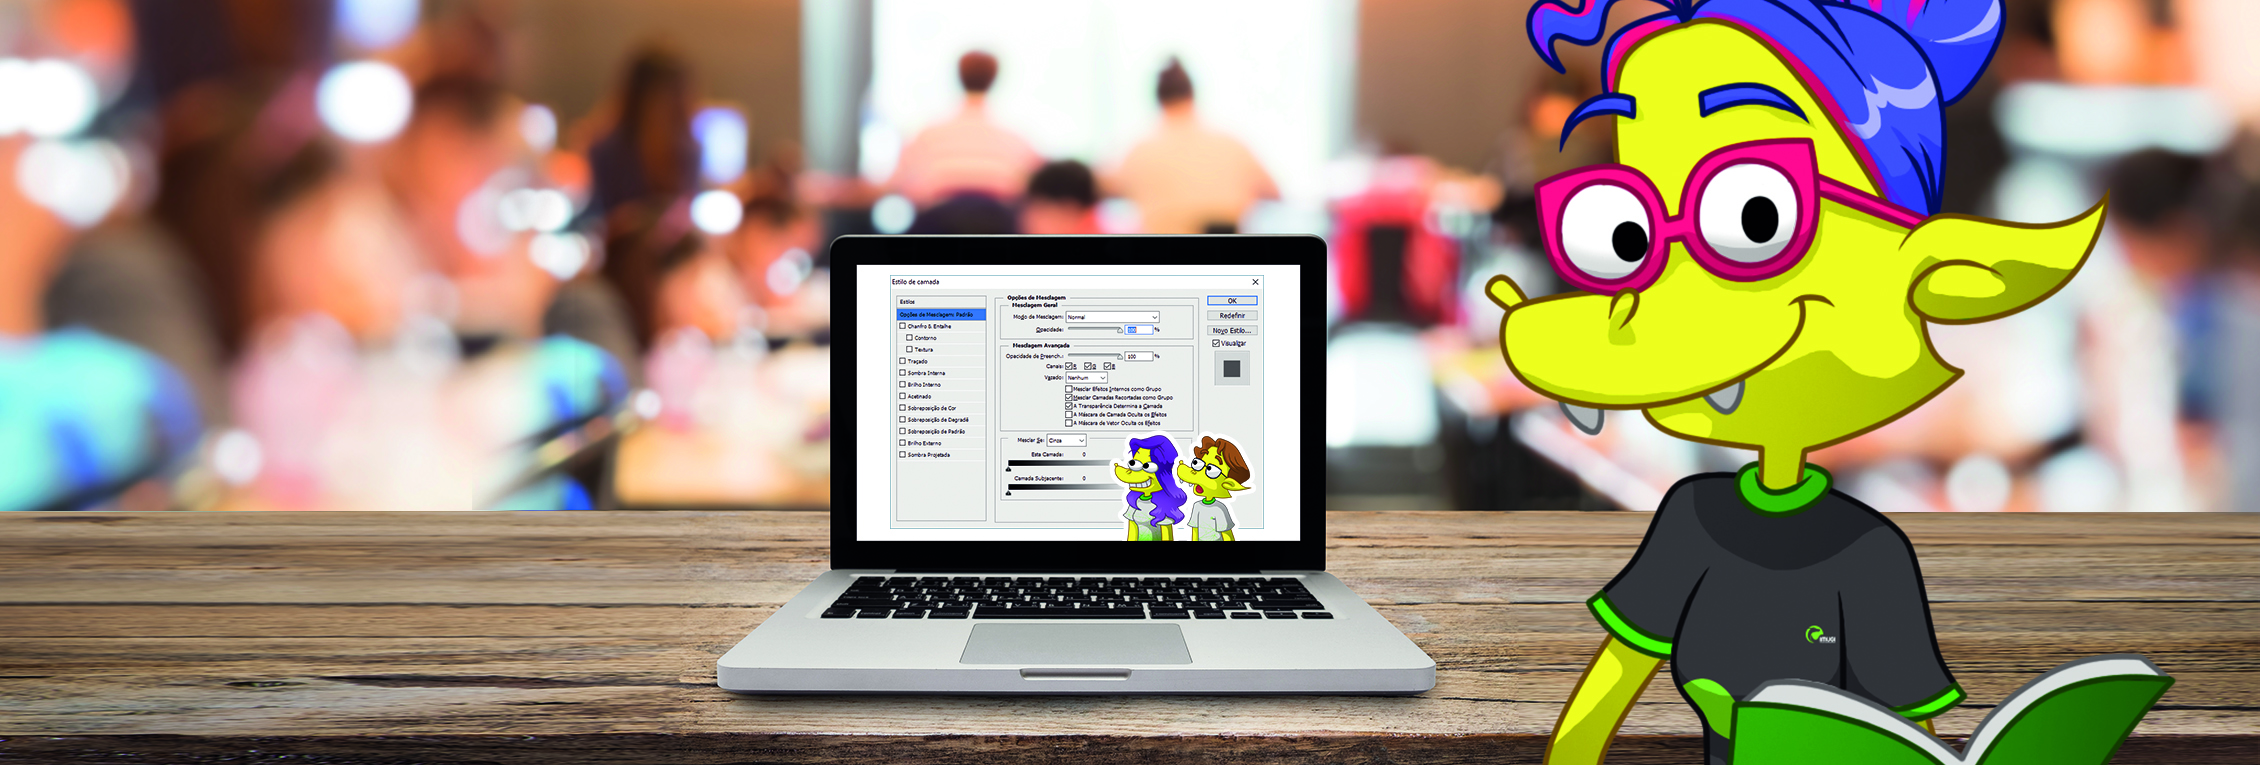 Estilo de camada
Estilos
Opções de Mesclagem: Padrão
Chanfro & Entalhe
Contorno
Textura
Traçado
Sombra Interna
Brilho Interno
Acetinado
Sobreposição de Cor
Sobreposição de Degradê
Sobreposição de Padrão
Brilho Externo
Sombra Projetada
Opções de Mesclagem
Mesclagem Geral
Modo de Mesclagem: Normal
Opacidade: 100 %
Mesclagem Avançada
Opacidade de Preench.: 100 %
Canais: R G B
Vazado: Nenhum
Mesclar Efeitos Internos como Grupo
Mesclar Camadas Recortadas como Grupo
A Transparência Determina a Camada
A Máscara de Camada Oculta os Efeitos
A Máscara de Vetor Oculta os Efeitos
Mesclar Se: Cinza
Esta Camada: 0
Camada Subjacente: 0
OK
Redefinir
Novo Estilo...
Visualizar